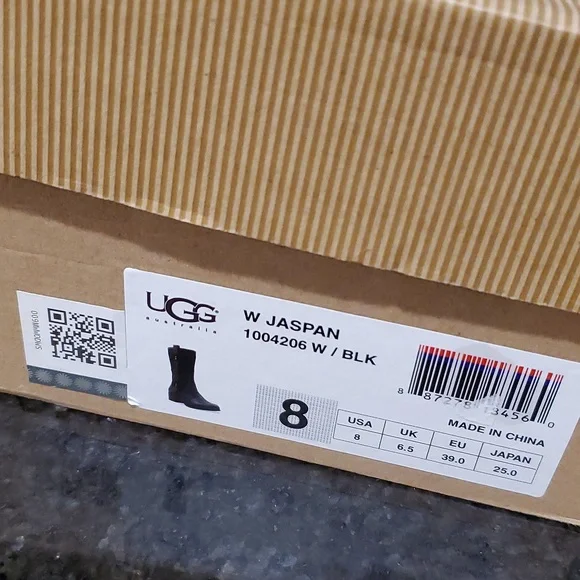 UGG
australia
W JASPAN
1004206 W / BLK
8
USA UK EU JAPAN
8 6.5 39.0 25.0
MADE IN CHINA